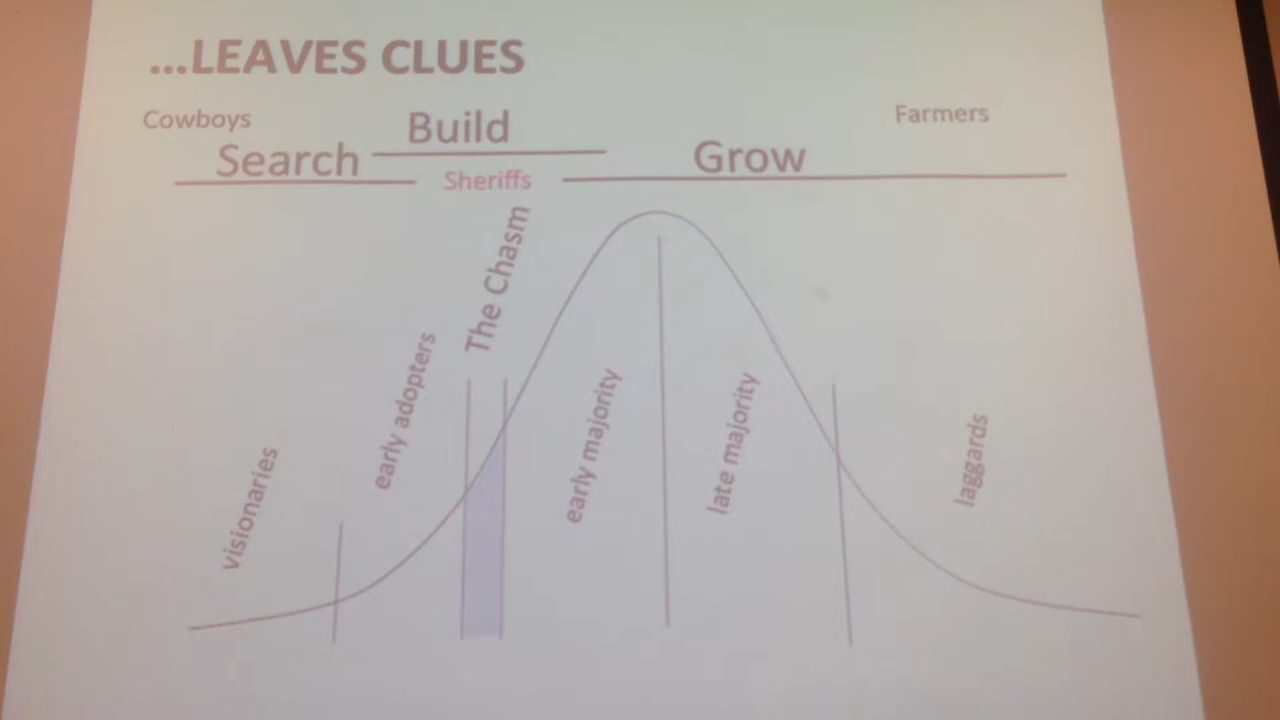 ...LEAVES CLUES
Cowboys
Build
Farmers
Search
Grow
Sheriffs
The Chasm
early adopters
visionaries
early majority
late majority
laggards